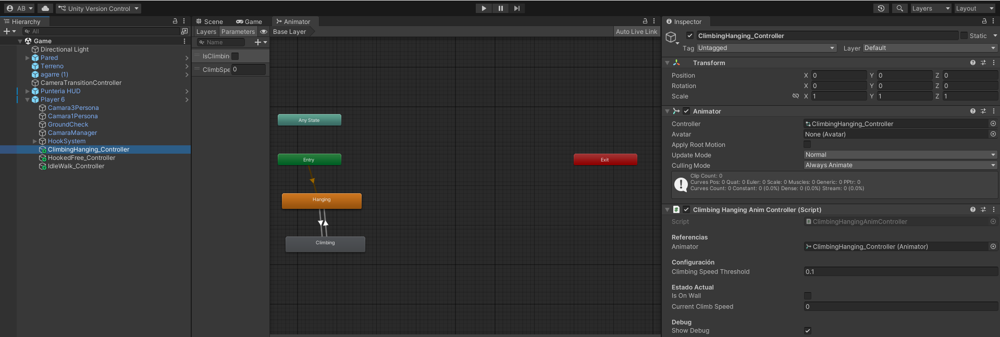 AB
Unity Version Control
Layers
Layout
Hierarchy
All
Game
Directional Light
Pared
Terreno
agarre (1)
CameraTransitionController
Punteria HUD
Player 6
Camara3Persona
Camara1Persona
GroundCheck
CamaraManager
HookSystem
ClimbingHanging_Controller
HookedFree_Controller
IdleWalk_Controller
Scene
Game
Animator
Layers
Parameters
Base Layer
Auto Live Link
Name
IsClimbin
ClimbSpe 0
Any State
Entry
Exit
Hanging
Climbing
Inspector
ClimbingHanging_Controller
Static
Tag Untagged
Layer Default
Transform
Position X 0 Y 0 Z 0
Rotation X 0 Y 0 Z 0
Scale X 1 Y 1 Z 1
Animator
Controller ClimbingHanging_Controller
Avatar None (Avatar)
Apply Root Motion
Update Mode Normal
Culling Mode Always Animate
Clip Count: 0
Curves Pos: 0 Quat: 0 Euler: 0 Scale: 0 Muscles: 0 Generic: 0 PPtr: 0
Curves Count: 0 Constant: 0 (0.0%) Dense: 0 (0.0%) Stream: 0 (0.0%)
Climbing Hanging Anim Controller (Script)
Script ClimbingHangingAnimController
Referencias
Animator ClimbingHanging_Controller (Animator)
Configuración
Climbing Speed Threshold 0.1
Estado Actual
Is On Wall
Current Climb Speed 0
Debug
Show Debug